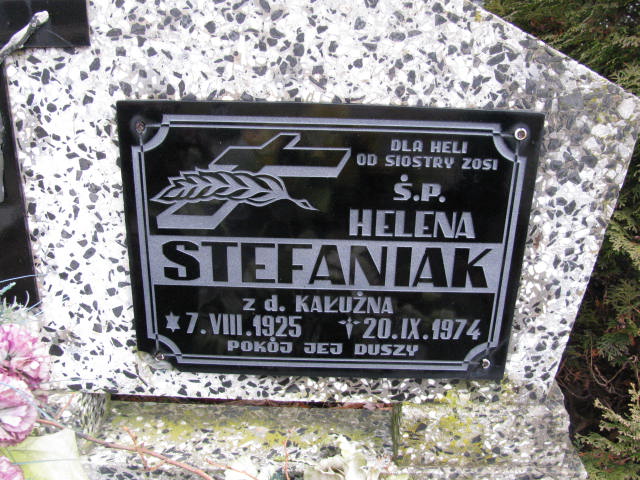 DLA HELI
OD SIOSTRY ZOSI
Ś.P.
HELENA
STEFANIAK
z d. KAŁUŻNA
7.VIII.1925 20.IX.1974
POKÓJ JEJ DUSZY